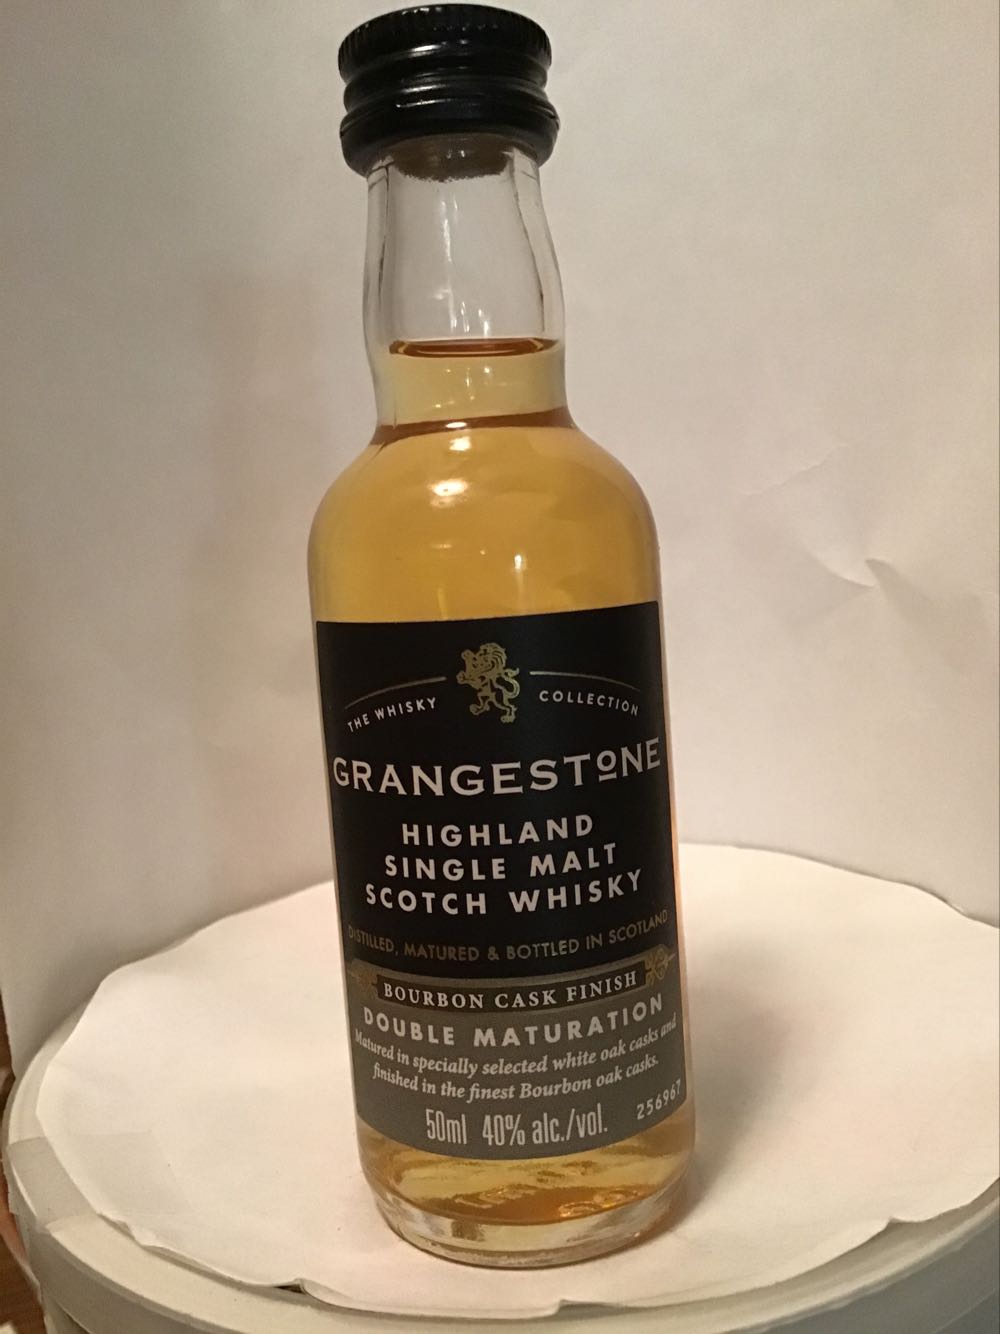 THE WHISKY COLLECTION
GRANGESTONE
HIGHLAND
SINGLE MALT
SCOTCH WHISKY
DISTILLED, MATURED & BOTTLED IN SCOTLAND
BOURBON CASK FINISH
DOUBLE MATURATION
Matured in specially selected white oak casks and
finished in the finest Bourbon oak casks.
50ml 40% alc./vol.
256967